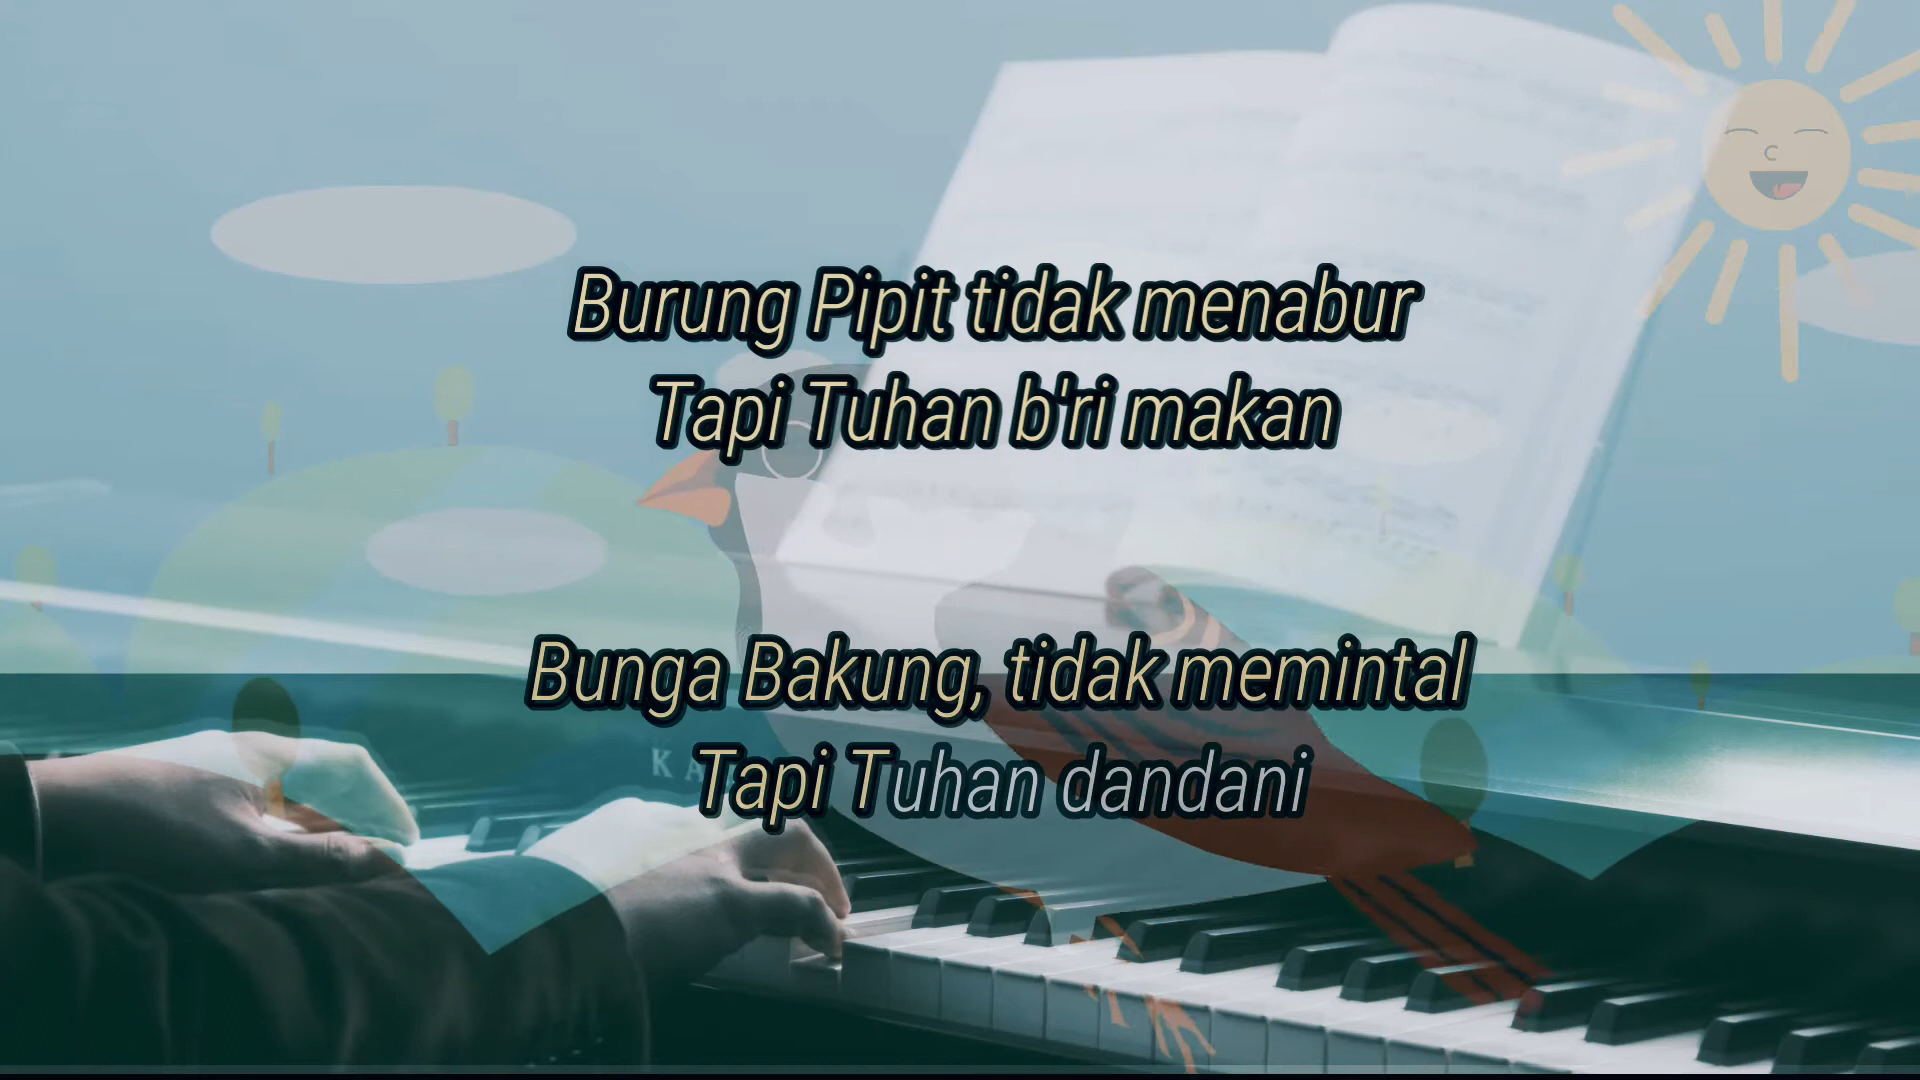 Burung Pipit tidak menabur
Tapi Tuhan b'ri makan
Bunga Bakung, tidak memintal
Tapi Tuhan dandani